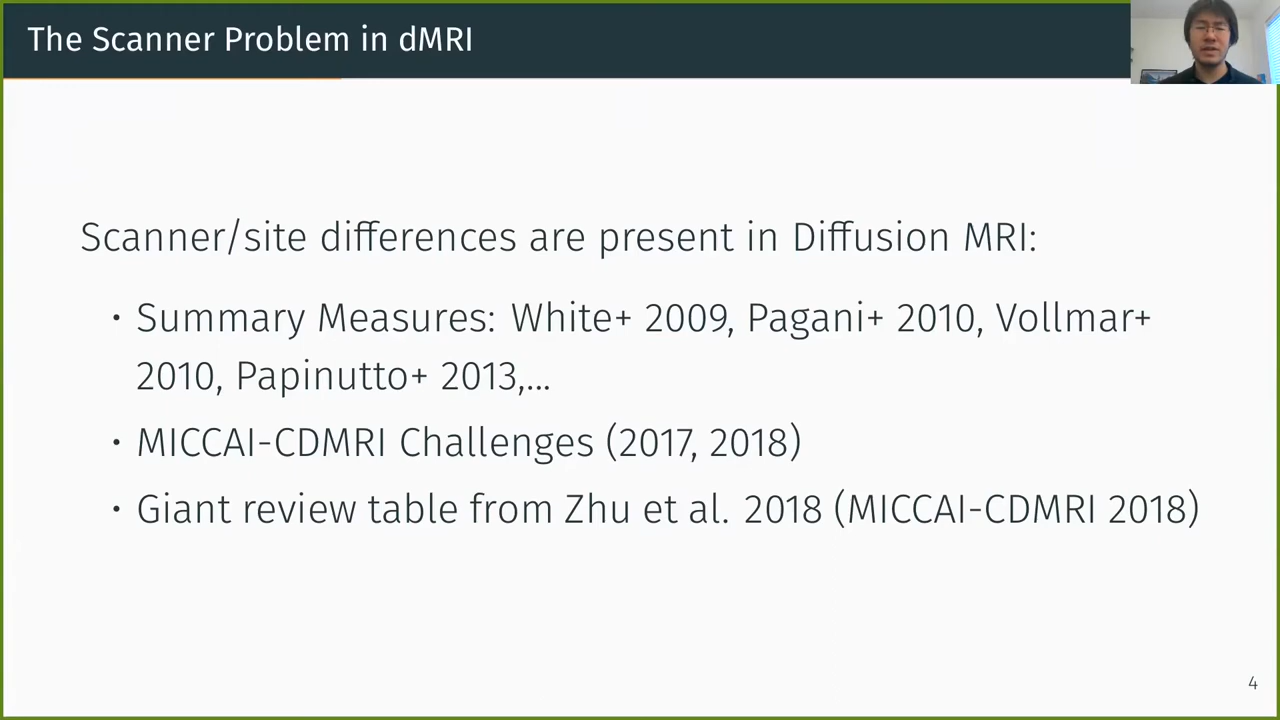 The Scanner Problem in dMRI
Scanner/site differences are present in Diffusion MRI:
• Summary Measures: White+ 2009, Pagani+ 2010, Vollmar+
2010, Papinutto+ 2013,...
• MICCAI-CDMRI Challenges (2017, 2018)
• Giant review table from Zhu et al. 2018 (MICCAI-CDMRI 2018)
4